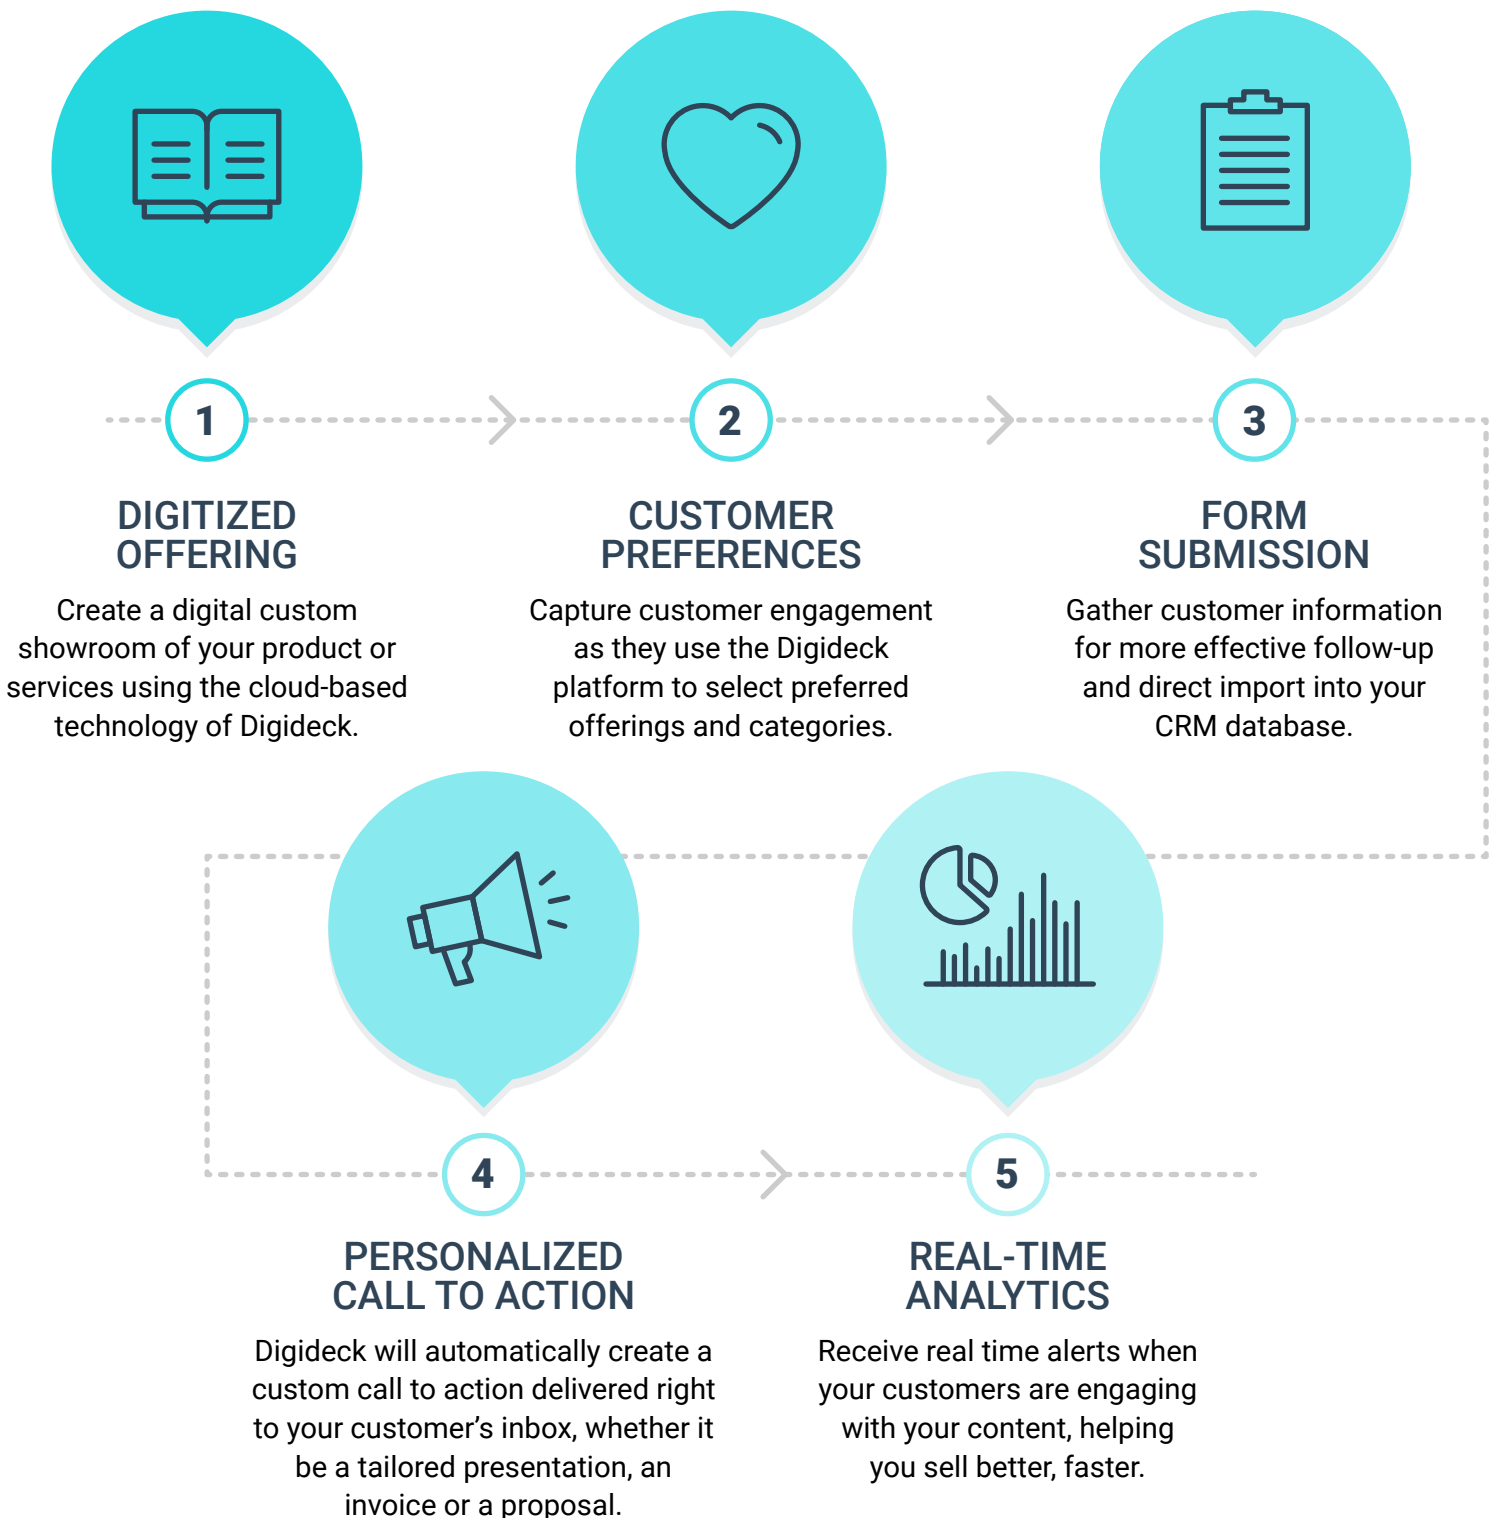 1
DIGITIZED
OFFERING
Create a digital custom
showroom of your product or
services using the cloud-based
technology of Digideck.
2
CUSTOMER
PREFERENCES
Capture customer engagement
as they use the Digideck
platform to select preferred
offerings and categories.
3
FORM
SUBMISSION
Gather customer information
for more effective follow-up
and direct import into your
CRM database.
4
PERSONALIZED
CALL TO ACTION
Digideck will automatically create a
custom call to action delivered right
to your customer’s inbox, whether it
be a tailored presentation, an
invoice or a proposal.
5
REAL-TIME
ANALYTICS
Receive real time alerts when
your customers are engaging
with your content, helping
you sell better, faster.